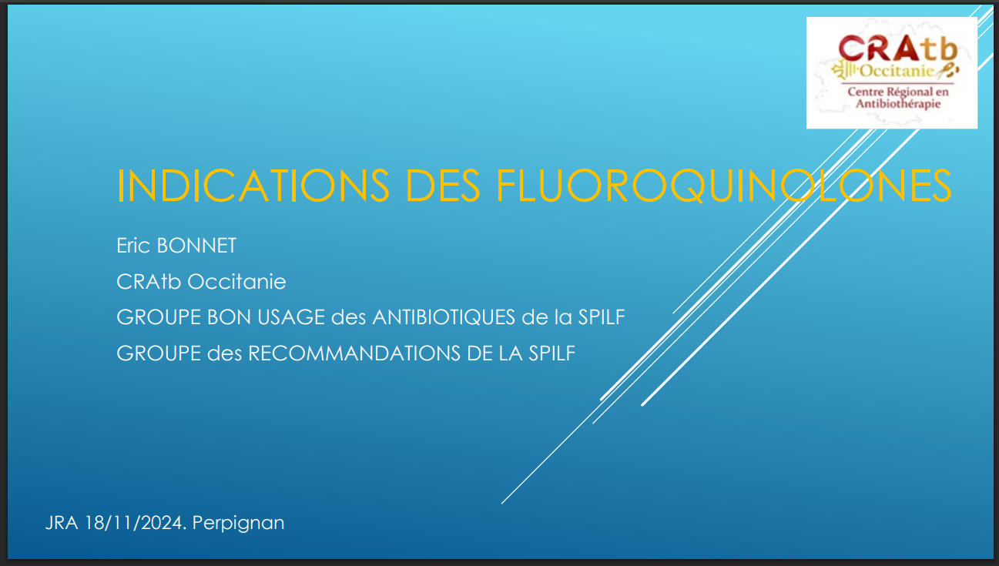 CRAtb
Occitanie
Centre Régional en
Antibiothérapie
INDICATIONS DES FLUOROQUINOLONES
Eric BONNET
CRAtb Occitanie
GROUPE BON USAGE des ANTIBIOTIQUES de la SPILF
GROUPE des RECOMMANDATIONS DE LA SPILF
JRA 18/11/2024. Perpignan